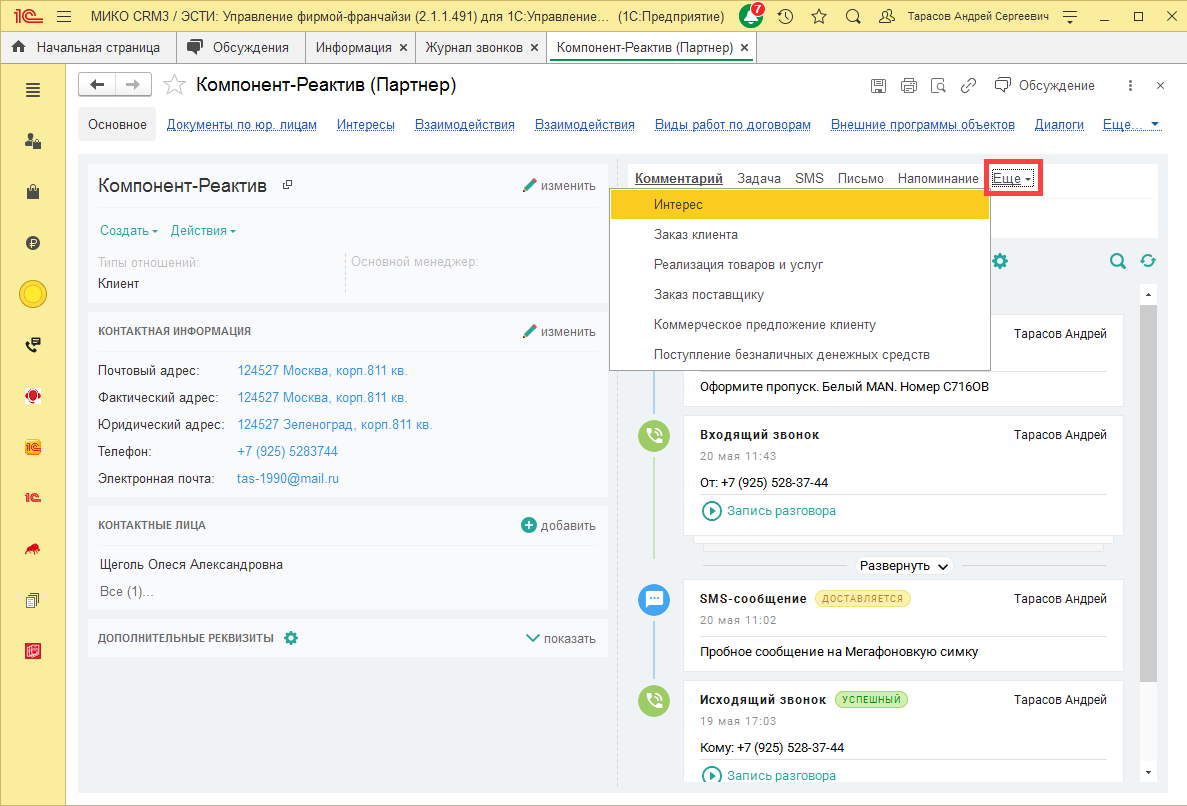 МИКО CRM3 / ЭСТИ: Управление фирмой-франчайзи (2.1.1.491) для 1С:Управление... (1С:Предприятие) 7 Тарасов Андрей Сергеевич
Начальная страница Обсуждения Информация × Журнал звонков × Компонент-Реактив (Партнер) ×
Компонент-Реактив (Партнер) Обсуждение
Основное Документы по юр. лицам Интересы Взаимодействия Взаимодействия Виды работ по договорам Внешние программы объектов Диалоги Еще...
Компонент-Реактив изменить
Создать Действия
Типы отношений: Основной менеджер:
Клиент
КОНТАКТНАЯ ИНФОРМАЦИЯ изменить
Почтовый адрес: 124527 Москва, корп.811 кв.
Фактический адрес: 124527 Москва, корп.811 кв.
Юридический адрес: 124527 Зеленоград, корп.811 кв.
Телефон: +7 (925) 5283744
Электронная почта: tas-1990@mail.ru
КОНТАКТНЫЕ ЛИЦА добавить
Щеголь Олеся Александровна
Все (1)...
ДОПОЛНИТЕЛЬНЫЕ РЕКВИЗИТЫ показать
Комментарий Задача SMS Письмо Напоминание Еще
Интерес
Заказ клиента
Реализация товаров и услуг
Заказ поставщику
Коммерческое предложение клиенту
Поступление безналичных денежных средств
Тарасов Андрей
Оформите пропуск. Белый MAN. Номер С716ОВ
Входящий звонок Тарасов Андрей
20 мая 11:43
От: +7 (925) 528-37-44
Запись разговора
Развернуть
SMS-сообщение ДОСТАВЛЯЕТСЯ Тарасов Андрей
20 мая 11:02
Пробное сообщение на Мегафоновкую симку
Исходящий звонок УСПЕШНЫЙ Тарасов Андрей
19 мая 17:03
Кому: +7 (925) 528-37-44
Запись разговора